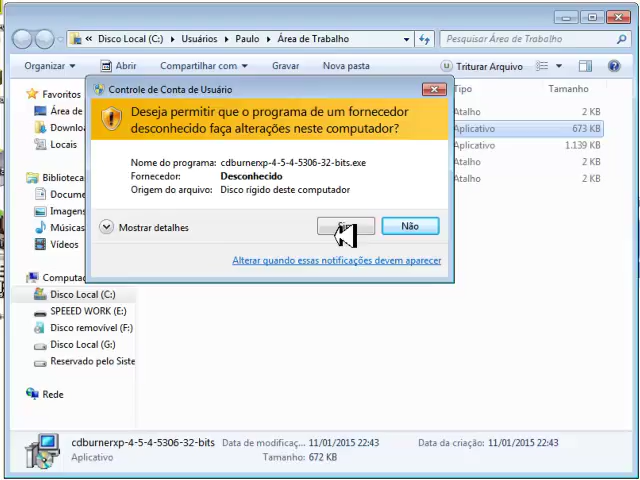 « Disco Local (C:) ▸ Usuários ▸ Paulo ▸ Área de Trabalho
Pesquisar Área de Trabalho
Organizar Abrir Compartilhar com Gravar Nova pasta Triturar Arquivo
Favoritos
Área de
Downlo
Locais
Biblioteca
Docume
Imagens
Músicas
Vídeos
Computa
Disco Local (C:)
SPEEED WORK (E:)
Disco removível (F:)
Disco Local (G:)
Reservado pelo Siste
Rede
Tipo Tamanho
Atalho 2 KB
Aplicativo 673 KB
Aplicativo 1.139 KB
Atalho 2 KB
Atalho 2 KB
Controle de Conta de Usuário
Deseja permitir que o programa de um fornecedor
desconhecido faça alterações neste computador?
Nome do programa: cdburnerxp-4-5-4-5306-32-bits.exe
Fornecedor: Desconhecido
Origem do arquivo: Disco rígido deste computador
Mostrar detalhes
Não
Alterar quando essas notificações devem aparecer
cdburnerxp-4-5-4-5306-32-bits Data de modificaç... 11/01/2015 22:43 Data da criação: 11/01/2015 22:43
Aplicativo Tamanho: 672 KB